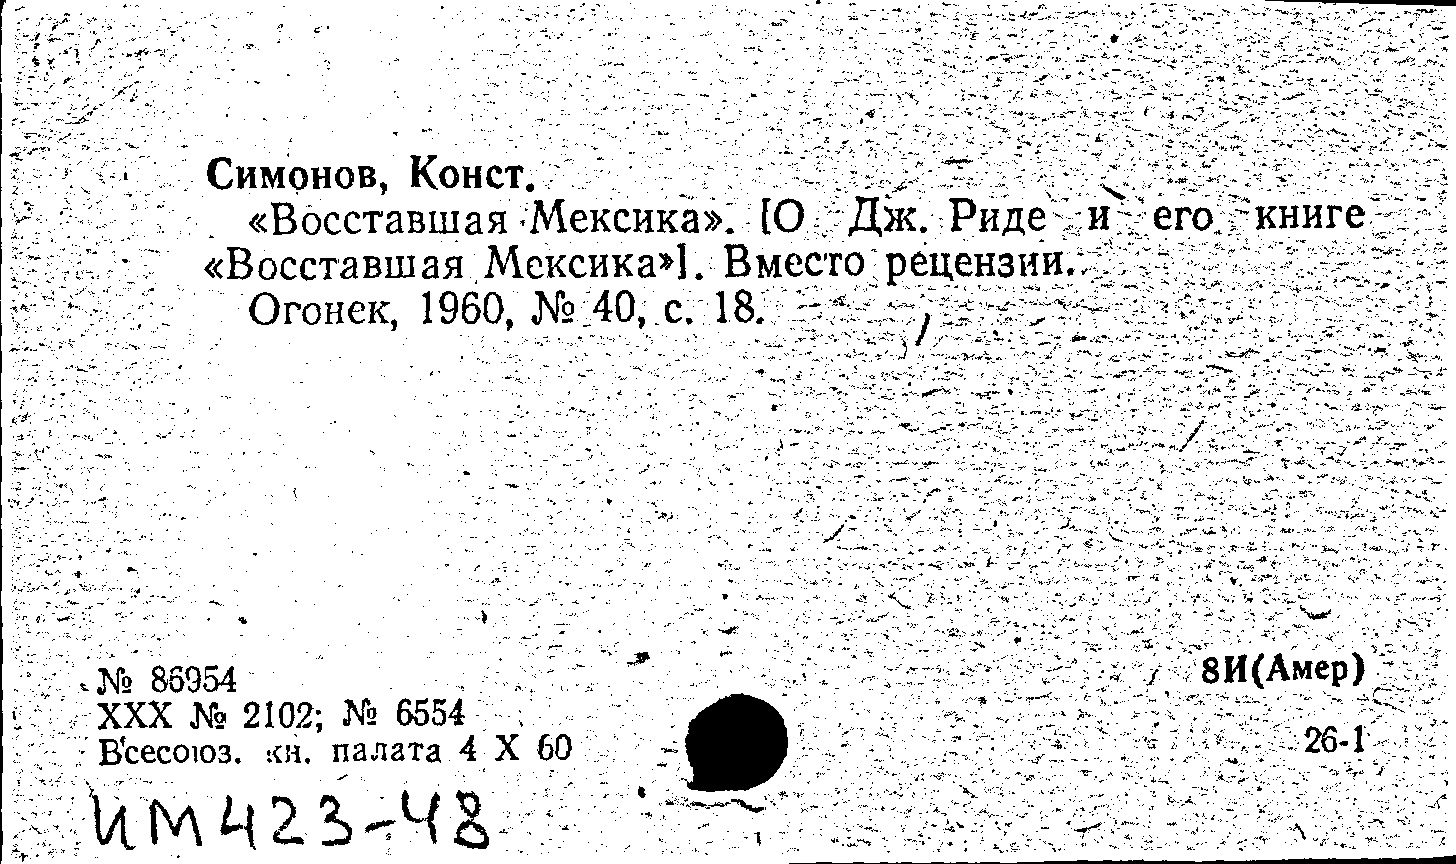 Симонов, Конст.
«Восставшая Мексика». [О Дж. Риде и его книге
«Восставшая Мексика»]. Вместо рецензии.
Огонек, 1960, № 40, с. 18.
8И(Амер)
№ 86954
XXX № 2102; № 6554
26-1
Всесоюз. кн. палата 4 X 60
ИМ423-48